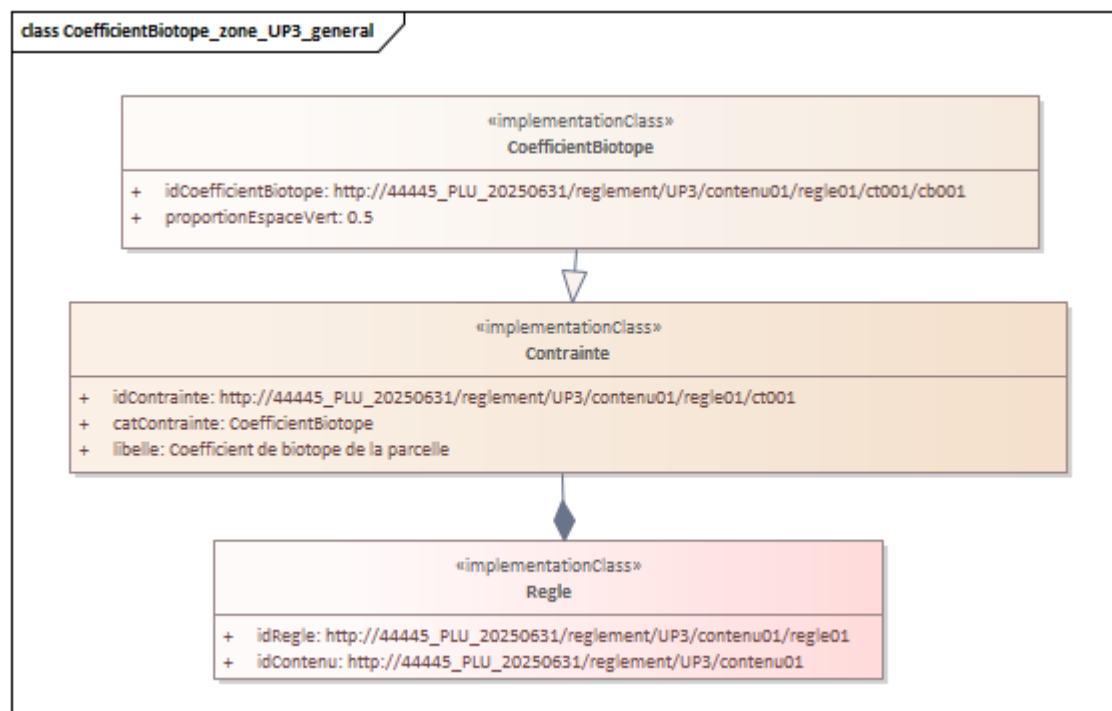 class CoefficientBiotope_zone_UP3_general
«implementationClass»
CoefficientBiotope
+ idCoefficientBiotope: http://44445_PLU_20250631/reglement/UP3/contenu01/regle01/ct001/cb001
+ proportionEspaceVert: 0.5
«implementationClass»
Contrainte
+ idContrainte: http://44445_PLU_20250631/reglement/UP3/contenu01/regle01/ct001
+ catContrainte: CoefficientBiotope
+ libelle: Coefficient de biotope de la parcelle
«implementationClass»
Regle
+ idRegle: http://44445_PLU_20250631/reglement/UP3/contenu01/regle01
+ idContenu: http://44445_PLU_20250631/reglement/UP3/contenu01